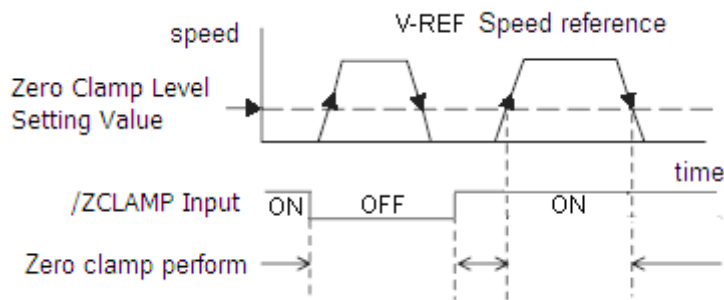 V-REF Speed reference
speed
Zero Clamp Level
Setting Value
time
/ZCLAMP Input
ON
OFF
ON
Zero clamp perform